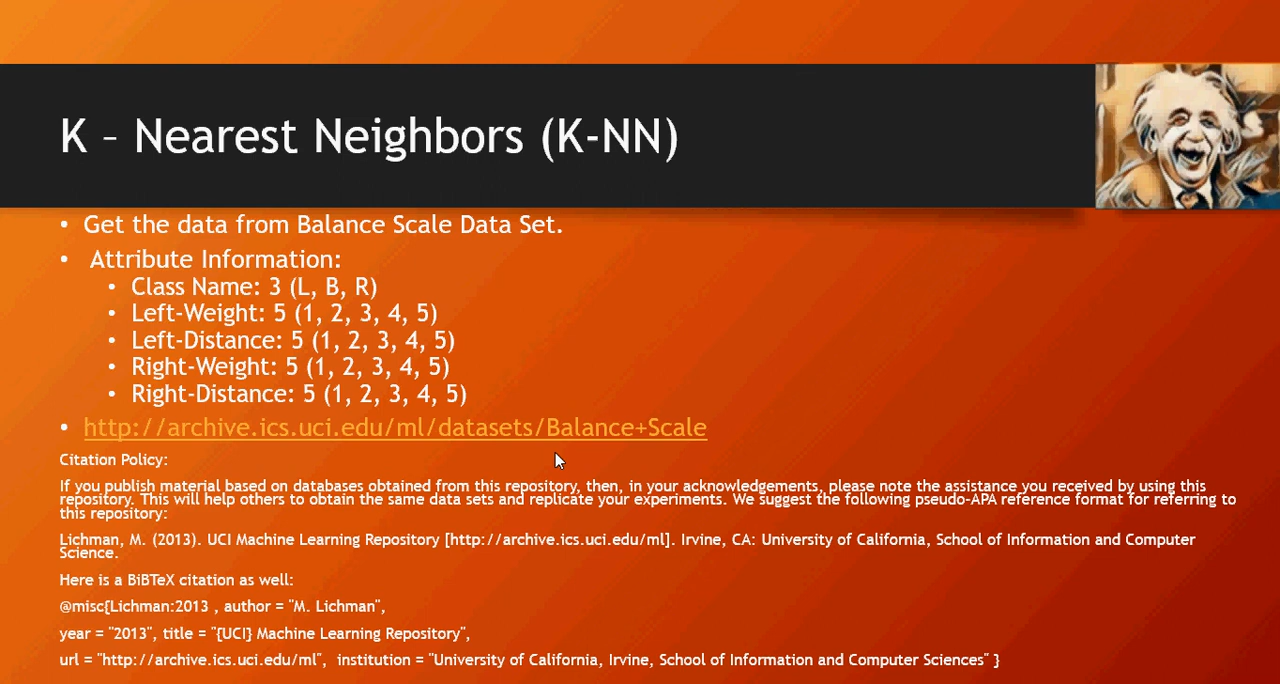 K – Nearest Neighbors (K-NN)
• Get the data from Balance Scale Data Set.
• Attribute Information:
• Class Name: 3 (L, B, R)
• Left-Weight: 5 (1, 2, 3, 4, 5)
• Left-Distance: 5 (1, 2, 3, 4, 5)
• Right-Weight: 5 (1, 2, 3, 4, 5)
• Right-Distance: 5 (1, 2, 3, 4, 5)
• http://archive.ics.uci.edu/ml/datasets/Balance+Scale
Citation Policy:
If you publish material based on databases obtained from this repository, then, in your acknowledgements, please note the assistance you received by using this
repository. This will help others to obtain the same data sets and replicate your experiments. We suggest the following pseudo-APA reference format for referring to
this repository:
Lichman, M. (2013). UCI Machine Learning Repository [http://archive.ics.uci.edu/ml]. Irvine, CA: University of California, School of Information and Computer
Science.
Here is a BiBTeX citation as well:
@misc{Lichman:2013 , author = "M. Lichman",
year = "2013", title = "{UCI} Machine Learning Repository",
url = "http://archive.ics.uci.edu/ml", institution = "University of California, Irvine, School of Information and Computer Sciences" }